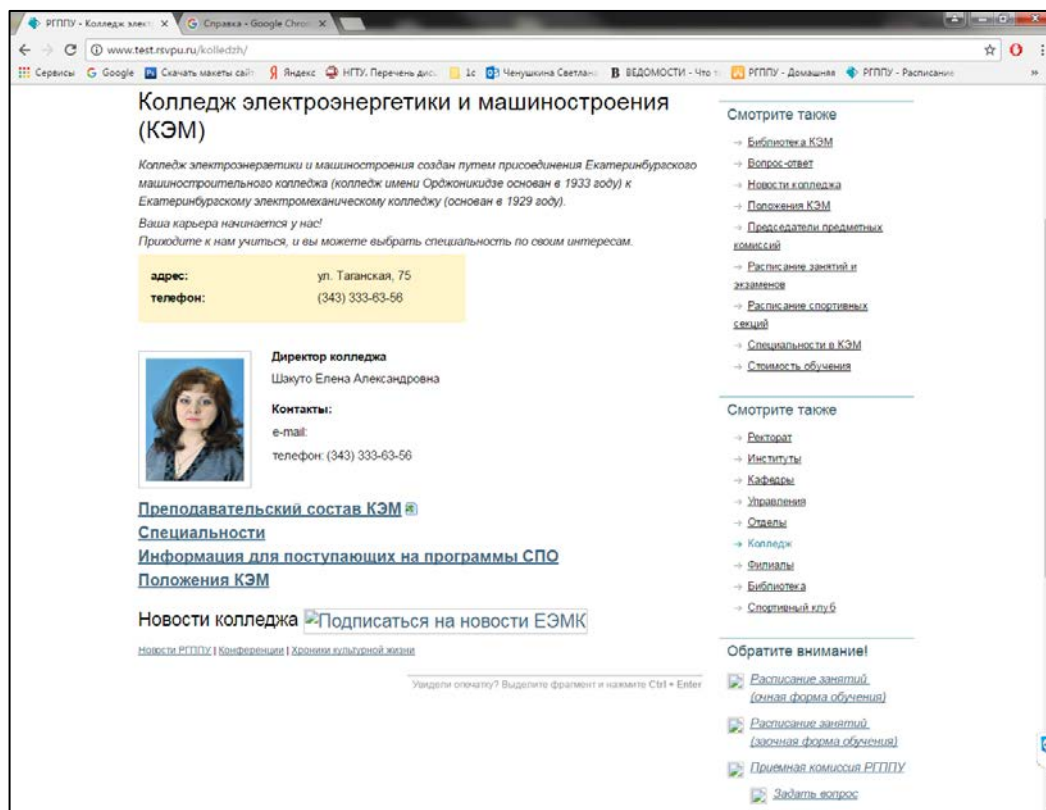 РГППУ - Колледж элект
Справка - Google Chro
www.test.rsvpu.ru/kolledzh/
Сервисы Google Скачать макеты сайт Яндекс НГТУ. Перечень дис 1с Ченушкина Светлана ВЕДОМОСТИ - Что РГППУ - Домашняя РГППУ - Расписание »
Колледж электроэнергетики и машиностроения
(КЭМ)
Колледж электроэнергетики и машиностроения создан путем присоединения Екатеринбургского
машиностроительного колледжа (колледж имени Орджоникидзе основан в 1933 году) к
Екатеринбургскому электромеханическому колледжу (основан в 1929 году).
Ваша карьера начинается у нас!
Приходите к нам учиться, и вы можете выбрать специальность по своим интересам.
адрес: ул. Таганская, 75
телефон: (343) 333-63-56
Директор колледжа
Шакуто Елена Александровна
Контакты:
e-mail:
телефон: (343) 333-63-56
Преподавательский состав КЭМ
Специальности
Информация для поступающих на программы СПО
Положения КЭМ
Новости колледжа Подписаться на новости ЕЭМК
Новости РГППУ | Конференции | Хроники культурной жизни
Увидели опечатку? Выделите фрагмент и нажмите Ctrl + Enter
Смотрите также
→ Библиотека КЭМ
→ Вопрос-ответ
→ Новости колледжа
→ Положения КЭМ
→ Председатели предметных
комиссий
→ Расписание занятий и
экзаменов
→ Расписание спортивных
секций
→ Специальности в КЭМ
→ Стоимость обучения
Смотрите также
→ Ректорат
→ Институты
→ Кафедры
→ Управления
→ Отделы
→ Колледж
→ Филиалы
→ Библиотека
→ Спортивный клуб
Обратите внимание!
Расписание занятий
(очная форма обучения)
Расписание занятий
(заочная форма обучения)
Приемная комиссия РГППУ
Задать вопрос